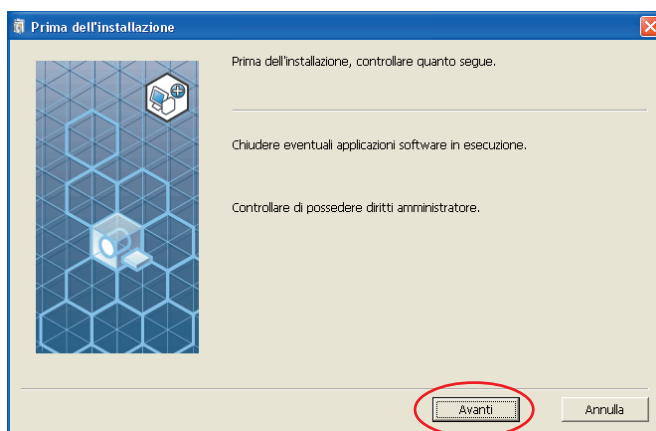 Prima dell'installazione
Prima dell'installazione, controllare quanto segue.
Chiudere eventuali applicazioni software in esecuzione.
Controllare di possedere diritti amministratore.
Avanti
Annulla